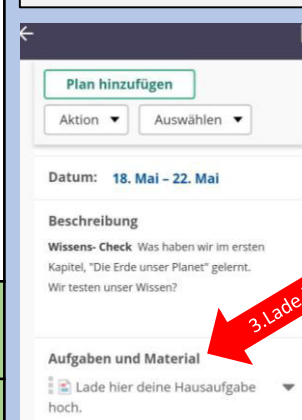 Plan hinzufügen
Aktion
Auswählen
Datum: 18. Mai – 22. Mai
Beschreibung
Wissens- Check Was haben wir im ersten
Kapitel, "Die Erde unser Planet" gelernt.
Wir testen unser Wissen?
3.Lade
Aufgaben und Material
Lade hier deine Hausaufgabe
hoch.